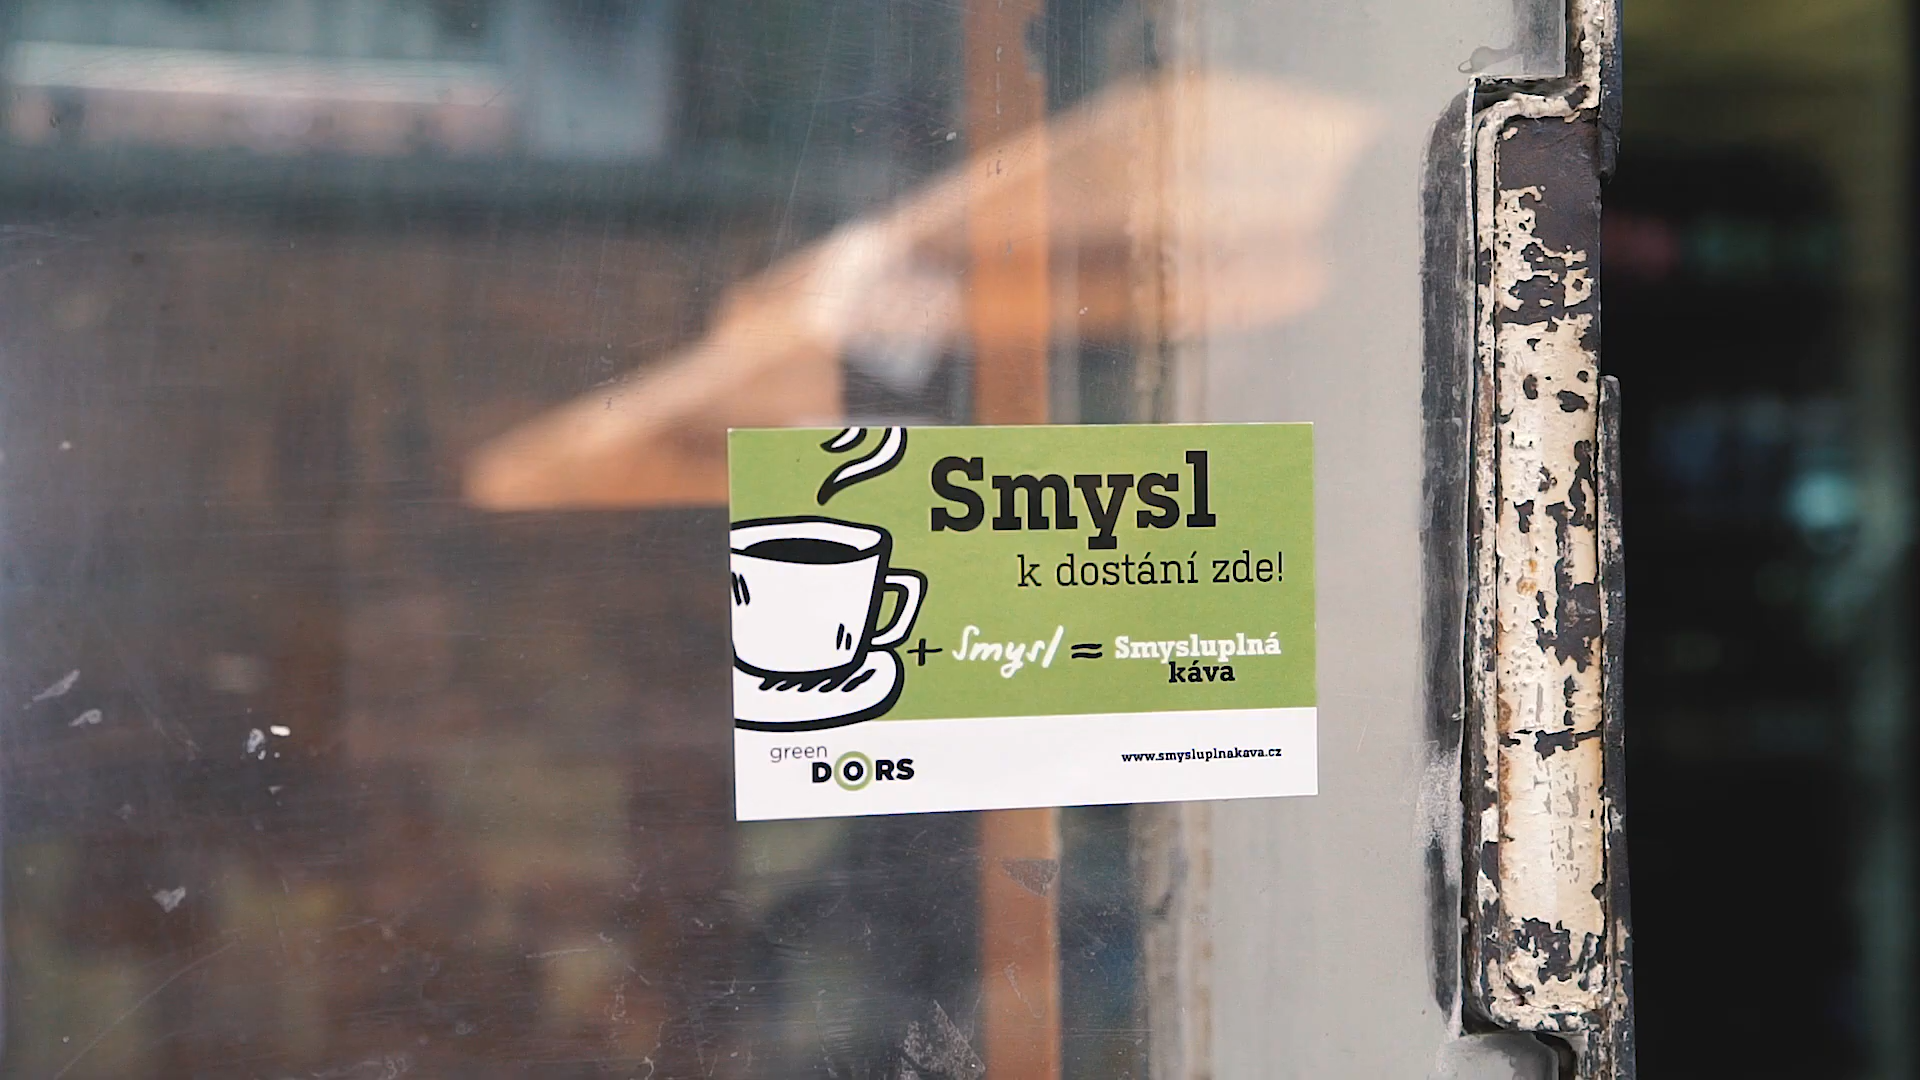 Smysl
k dostání zde!
+ Smysl = Smysluplná
káva
green
DORS
www.smysluplnakava.cz